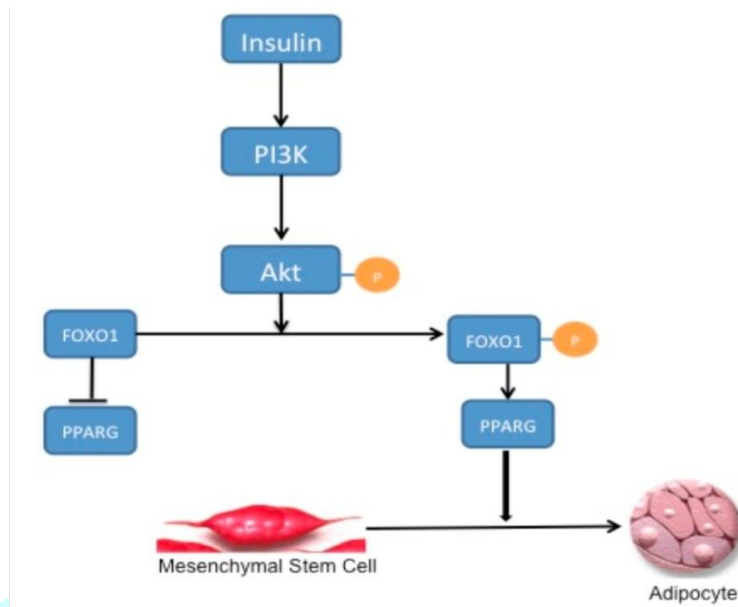 Insulin
PI3K
Akt
P
FOXO1
FOXO1
P
PPARG
PPARG
Mesenchymal Stem Cell
Adipocyte